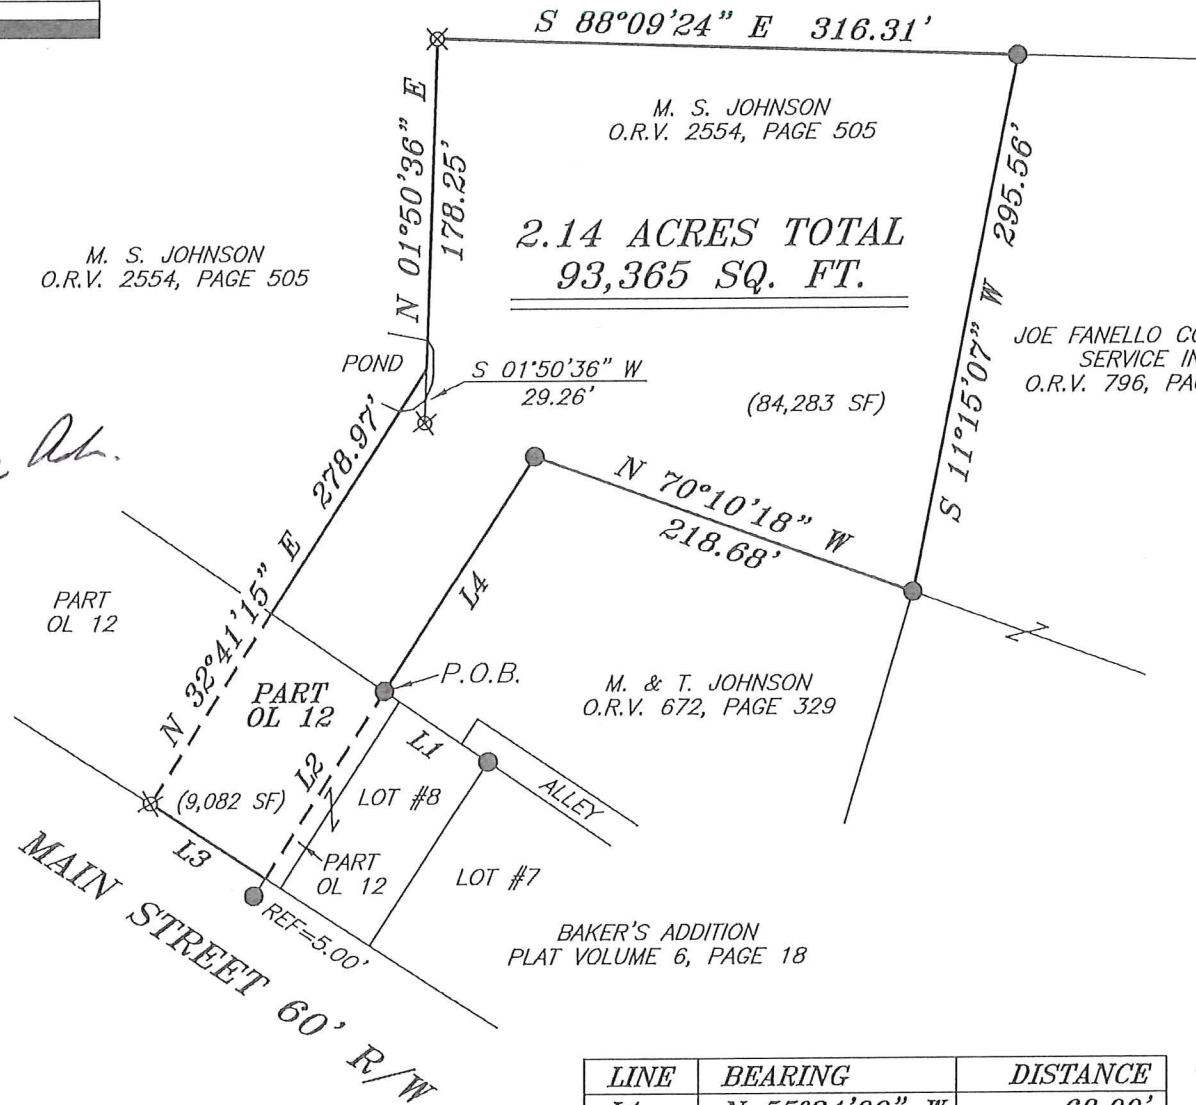 S 88°09'24" E 316.31'
M. S. JOHNSON
O.R.V. 2554, PAGE 505
N 01°50'36" E
178.25'
S 11°15'07" W 295.56'
2.14 ACRES TOTAL
93,365 SQ. FT.
M. S. JOHNSON
O.R.V. 2554, PAGE 505
JOE FANELLO
SERVICE
O.R.V. 796,
POND
S 01°50'36" W
29.26'
(84,283 SF)
N 32°41'15" E 278.97'
N 70°10'18" W
218.68'
L4
PART
OL 12
P.O.B.
PART
OL 12
M. & T. JOHNSON
O.R.V. 672, PAGE 329
L1
L2
ALLEY
(9,082 SF)
LOT #8
L3
PART
OL 12
LOT #7
REF=5.00'
MAIN STREET 60' R/W
BAKER'S ADDITION
PLAT VOLUME 6, PAGE 18
LINE BEARING DISTANCE